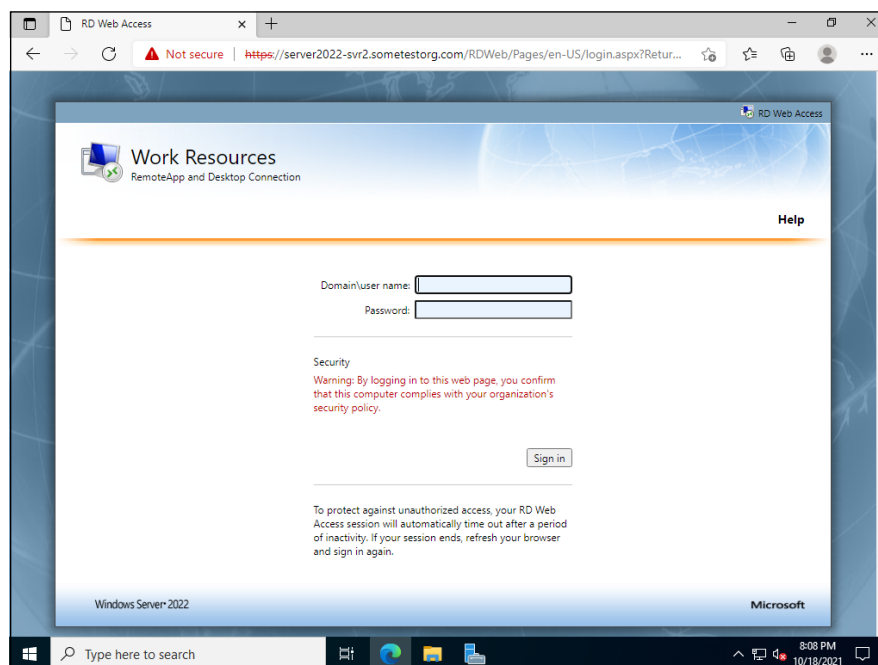 RD Web Access
Not secure
https://server2022-svr2.sometestorg.com/RDWeb/Pages/en-US/login.aspx?Retur...
RD Web Access
Work Resources
RemoteApp and Desktop Connection
Help
Domain\user name:
Password:
Security
Warning: By logging in to this web page, you confirm
that this computer complies with your organization's
security policy.
Sign in
To protect against unauthorized access, your RD Web
Access session will automatically time out after a period
of inactivity. If your session ends, refresh your browser
and sign in again.
Windows Server 2022
Microsoft
Type here to search
8:08 PM
10/18/2021